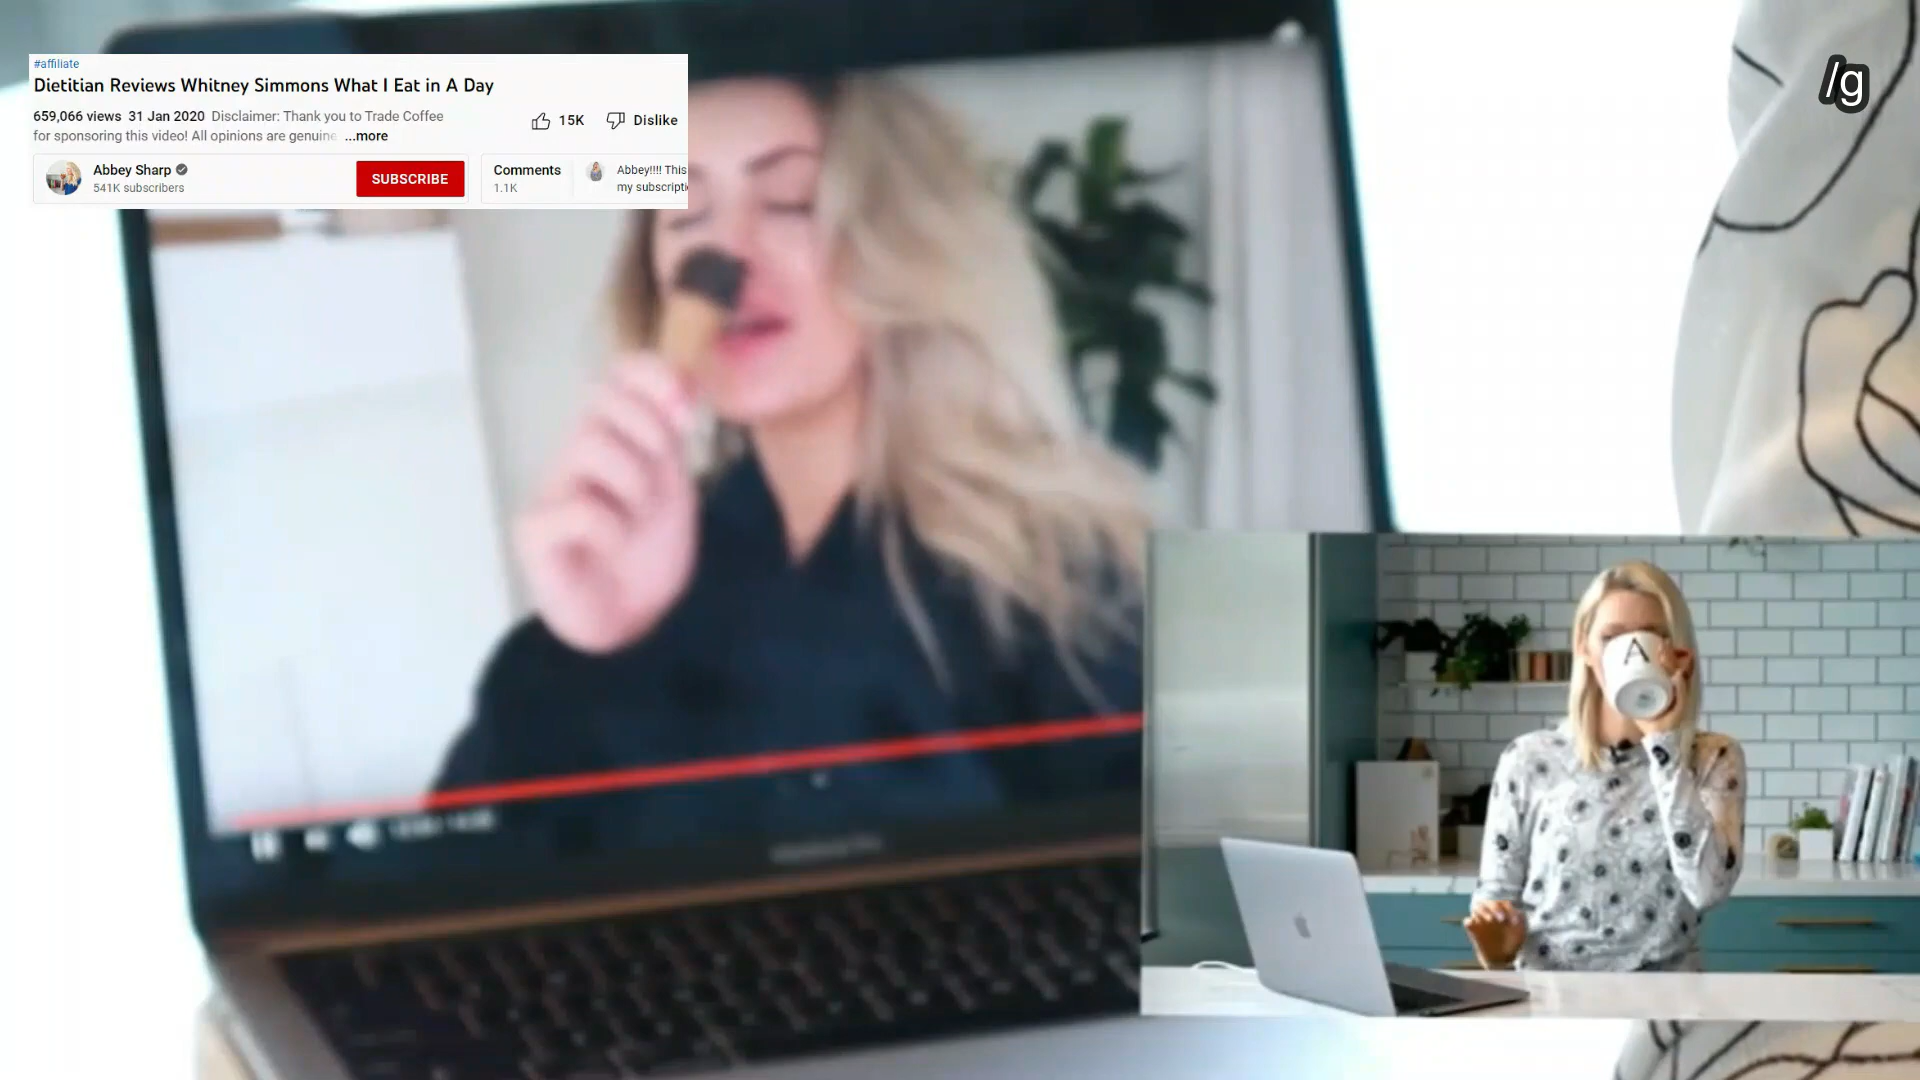 #affiliate
Dietitian Reviews Whitney Simmons What I Eat in A Day
659,066 views 31 Jan 2020 Disclaimer: Thank you to Trade Coffee
for sponsoring this video! All opinions are genuine ...more
15K
Dislike
Abbey Sharp
541K subscribers
SUBSCRIBE
Comments
1.1K
Abbey!!!! This
my subscripti
/g
A